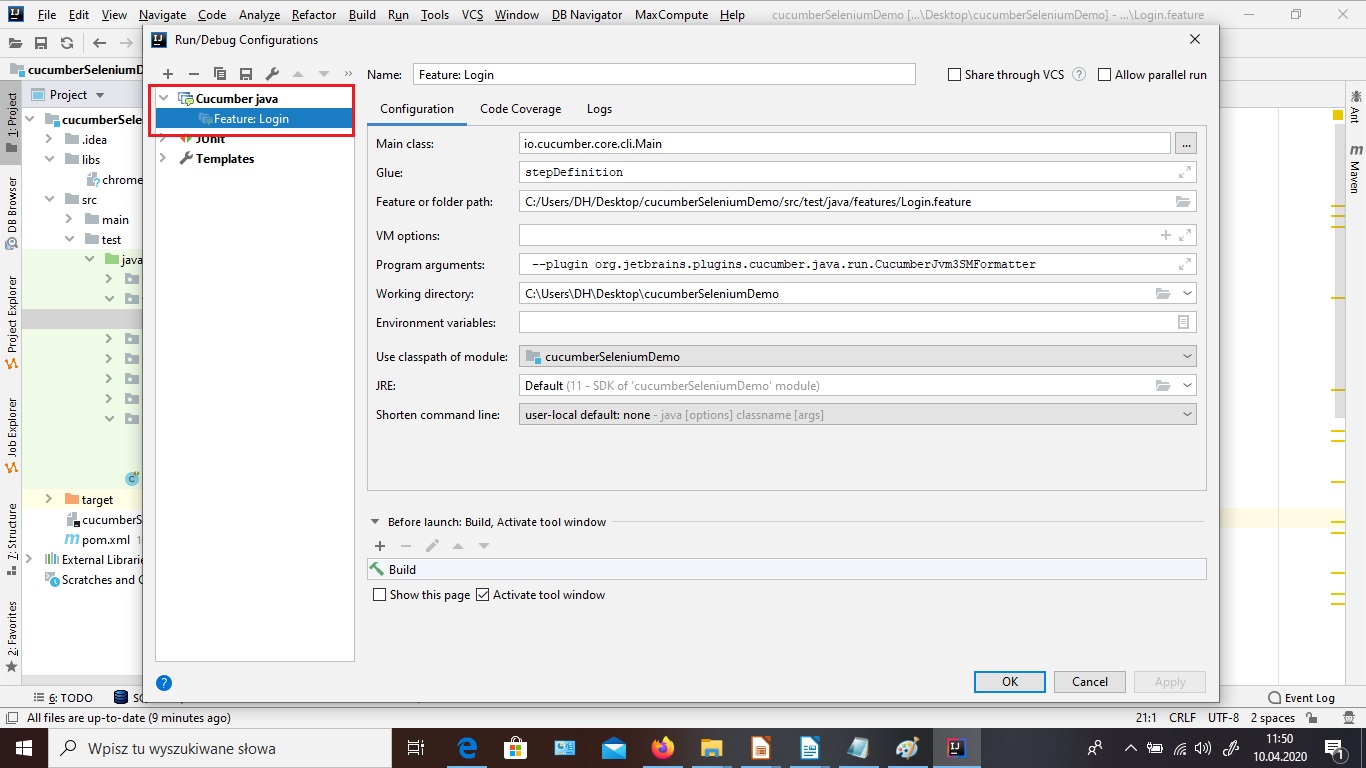 File Edit View Navigate Code Analyze Refactor Build Run Tools VCS Window DB Navigator MaxCompute Help cucumberSeleniumDemo [...\Desktop\cucumberSeleniumDemo] - ...\Login.feature
Run/Debug Configurations
cucumberSeleniumD
Name: Feature: Login Share through VCS ? Allow parallel run
Project
1: Project
DB Browser
Project Explorer
Job Explorer
7: Structure
2: Favorites
cucumberSele
.idea
libs
chrome
src
main
test
java
target
cucumberS
pom.xml
External Librarie
Scratches and C
Cucumber java
Feature: Login
JUnit
Templates
Configuration Code Coverage Logs
Main class: io.cucumber.core.cli.Main ...
Glue: stepDefinition
Feature or folder path: C:/Users/DH/Desktop/cucumberSeleniumDemo/src/test/java/features/Login.feature
VM options:
Program arguments: --plugin org.jetbrains.plugins.cucumber.java.run.CucumberJvm3SMFormatter
Working directory: C:\Users\DH\Desktop\cucumberSeleniumDemo
Environment variables:
Use classpath of module: cucumberSeleniumDemo
JRE: Default (11 - SDK of 'cucumberSeleniumDemo' module)
Shorten command line: user-local default: none - java [options] classname [args]
Before launch: Build, Activate tool window
Build
Show this page Activate tool window
? OK Cancel Apply
Ant
Maven
6: TODO SQ Event Log
All files are up-to-date (9 minutes ago) 21:1 CRLF UTF-8 2 spaces
Wpisz tu wyszukiwane słowa
11:50
10.04.2020
1